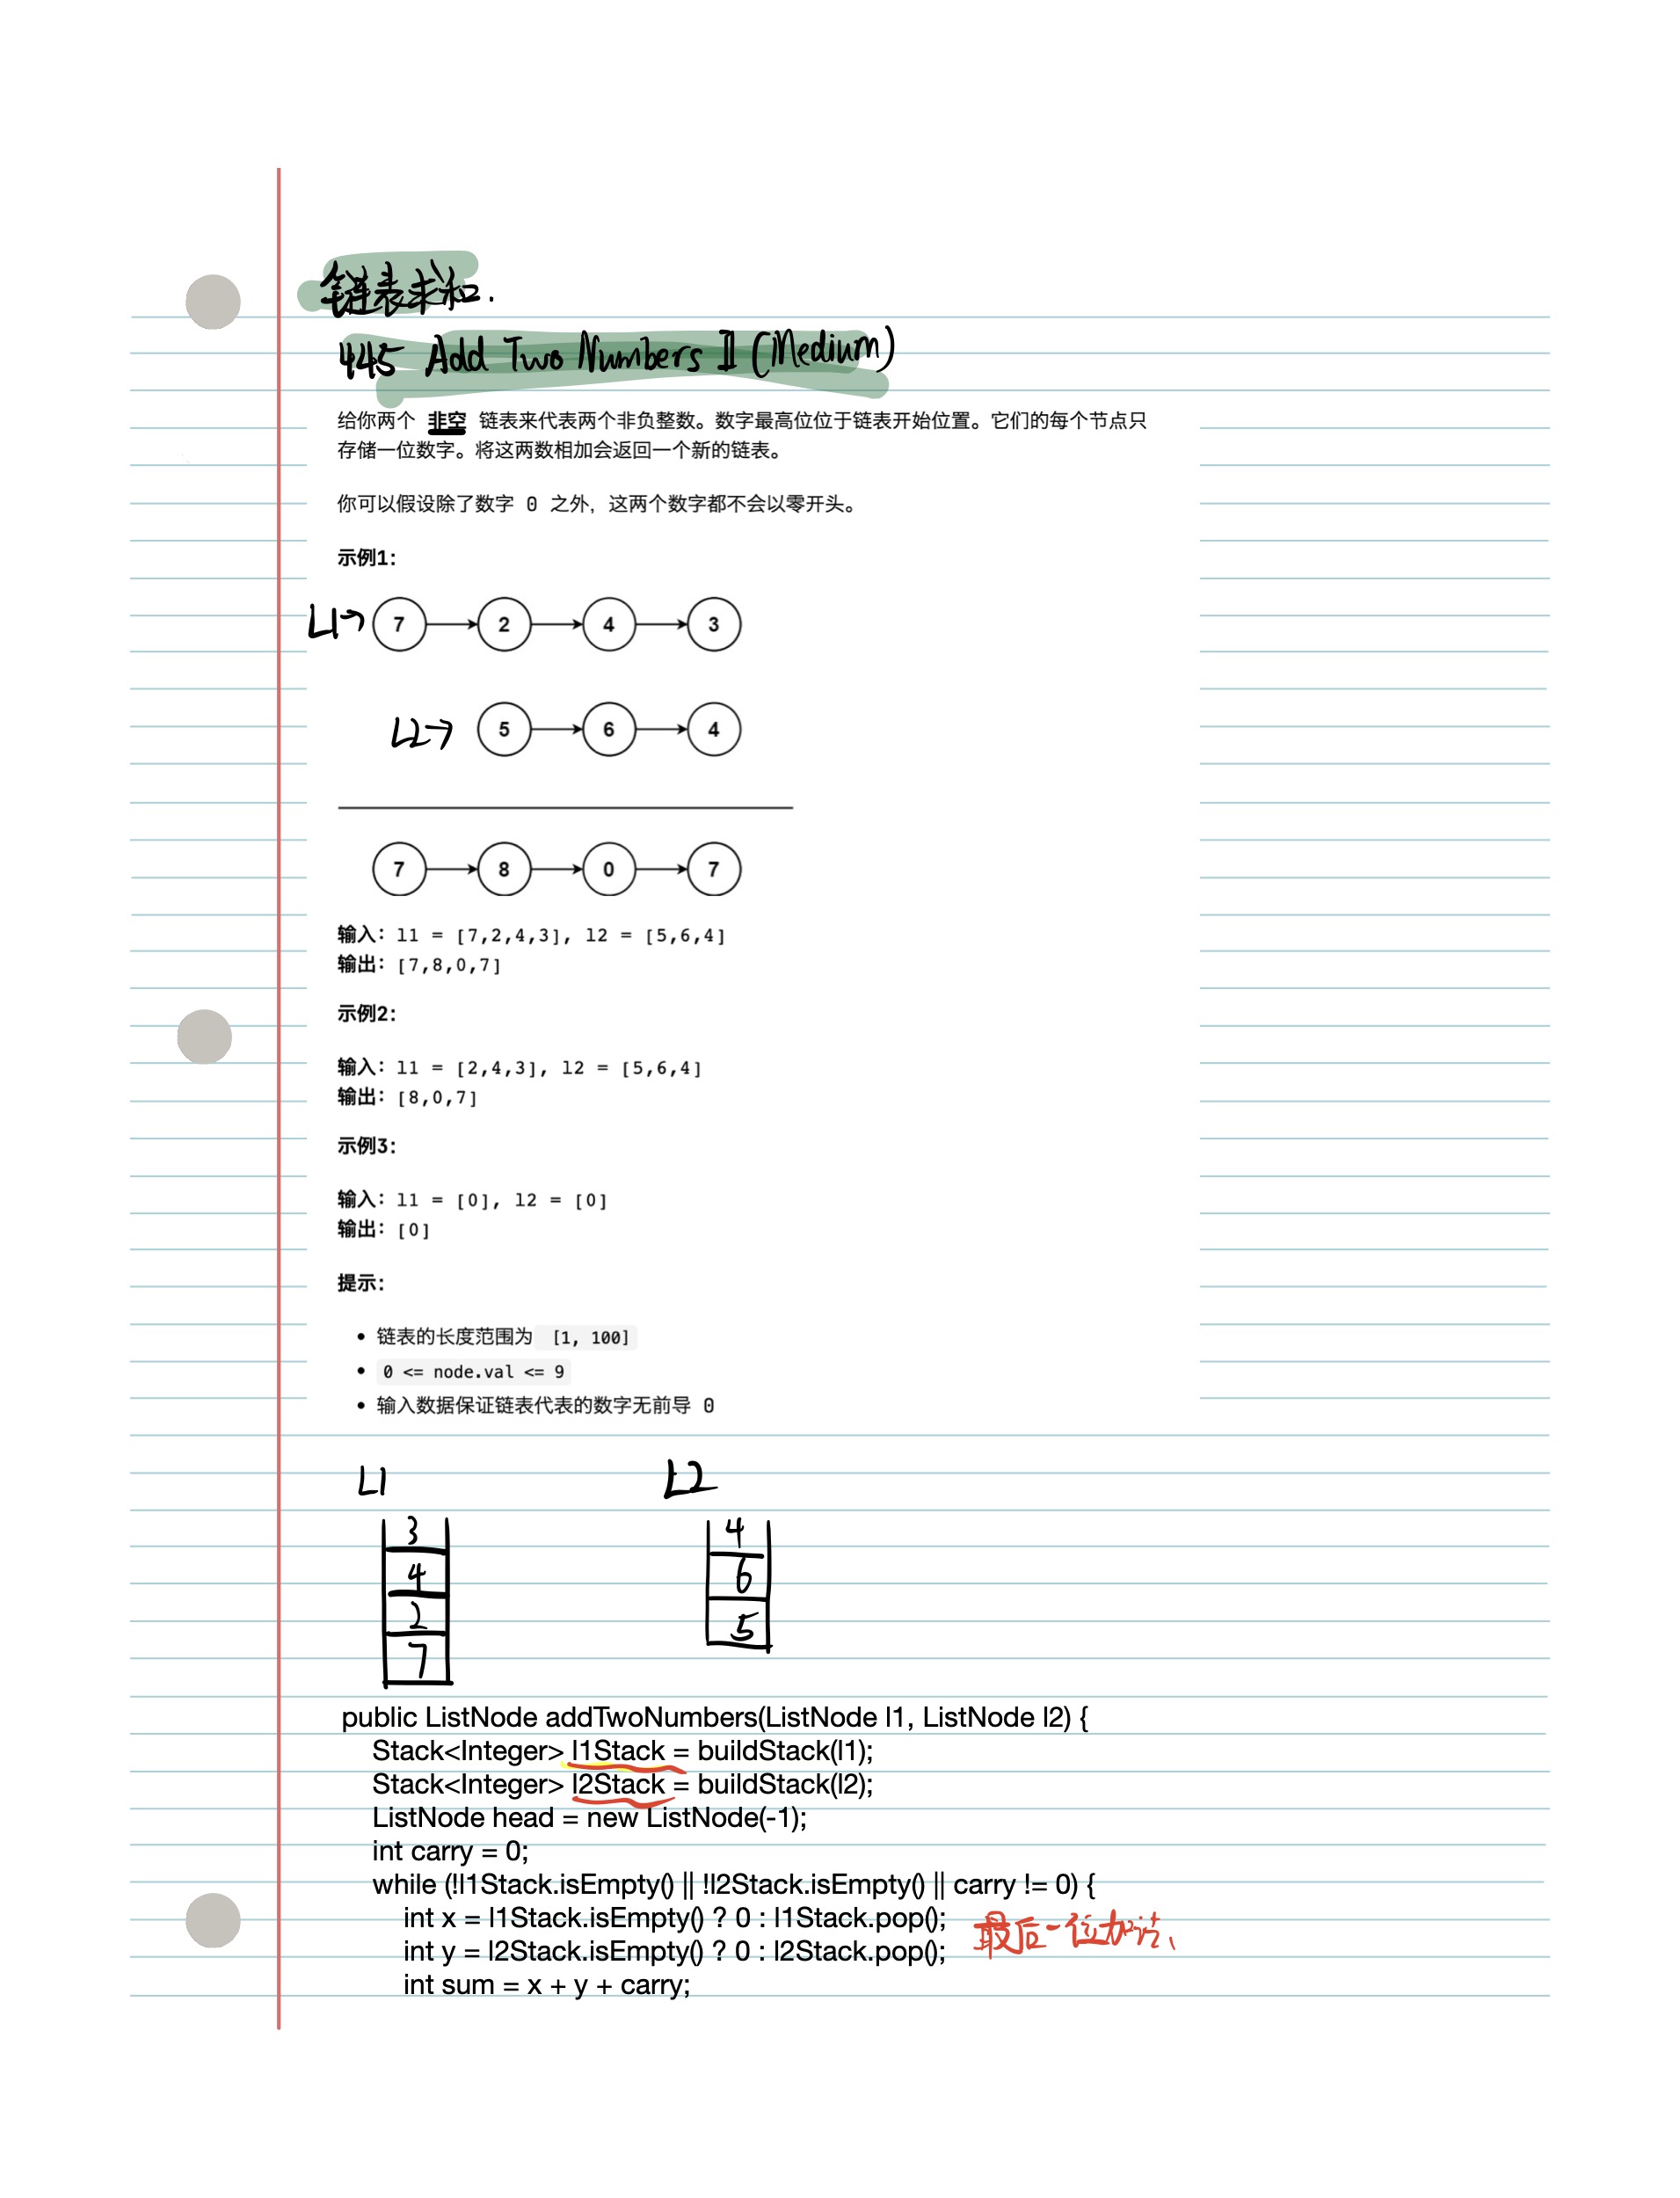 链表求和.
445 Add Two Numbers II (Medium)
给你两个 非空 链表来代表两个非负整数。数字最高位位于链表开始位置。它们的每个节点只
存储一位数字。将这两数相加会返回一个新的链表。
你可以假设除了数字 0 之外，这两个数字都不会以零开头。
示例1：
L1→ 7 2 4 3
L2→ 5 6 4
7 8 0 7
输入：l1 = [7,2,4,3], l2 = [5,6,4]
输出：[7,8,0,7]
示例2：
输入：l1 = [2,4,3], l2 = [5,6,4]
输出：[8,0,7]
示例3：
输入：l1 = [0], l2 = [0]
输出：[0]
提示：
• 链表的长度范围为 [1, 100]
• 0 <= node.val <= 9
• 输入数据保证链表代表的数字无前导 0
L1 L2
3 4
4 6
2 5
7
public ListNode addTwoNumbers(ListNode l1, ListNode l2) {
Stack<Integer> l1Stack = buildStack(l1);
Stack<Integer> l2Stack = buildStack(l2);
ListNode head = new ListNode(-1);
int carry = 0;
while (!l1Stack.isEmpty() || !l2Stack.isEmpty() || carry != 0) {
int x = l1Stack.isEmpty() ? 0 : l1Stack.pop();
int y = l2Stack.isEmpty() ? 0 : l2Stack.pop(); 最后一位加
int sum = x + y + carry;